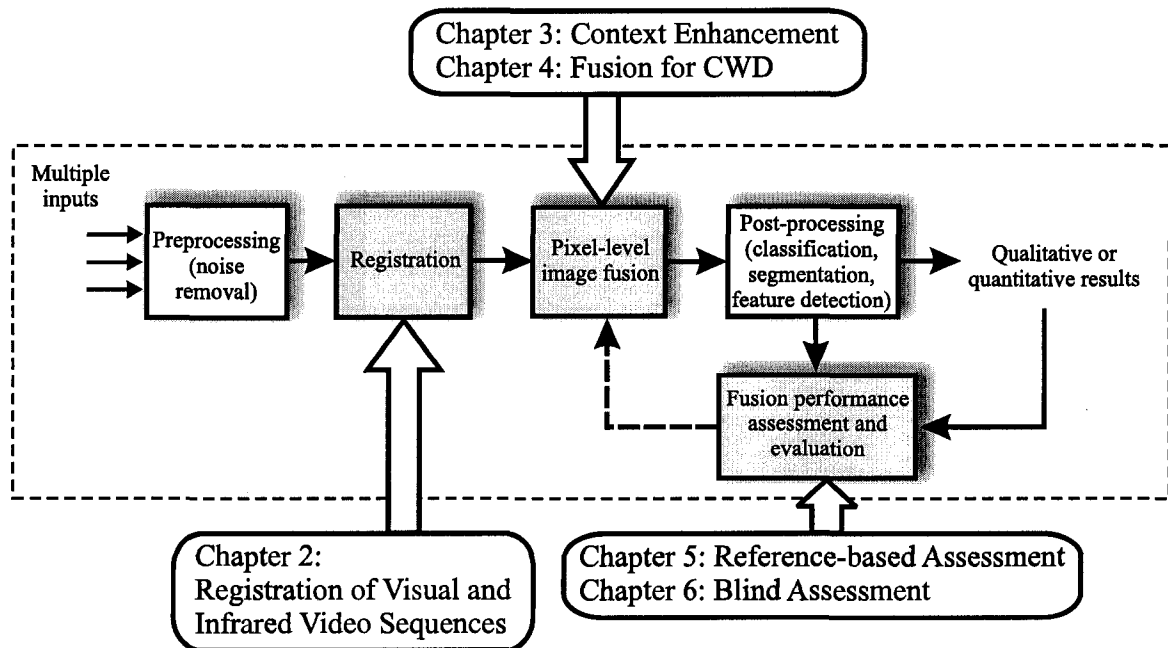 Chapter 3: Context Enhancement
Chapter 4: Fusion for CWD
Multiple
inputs
Preprocessing
(noise
removal)
Registration
Pixel-level
image fusion
Post-processing
(classification,
segmentation,
feature detection)
Qualitative or
quantitative results
Fusion performance
assessment and
evaluation
Chapter 2:
Registration of Visual and
Infrared Video Sequences
Chapter 5: Reference-based Assessment
Chapter 6: Blind Assessment